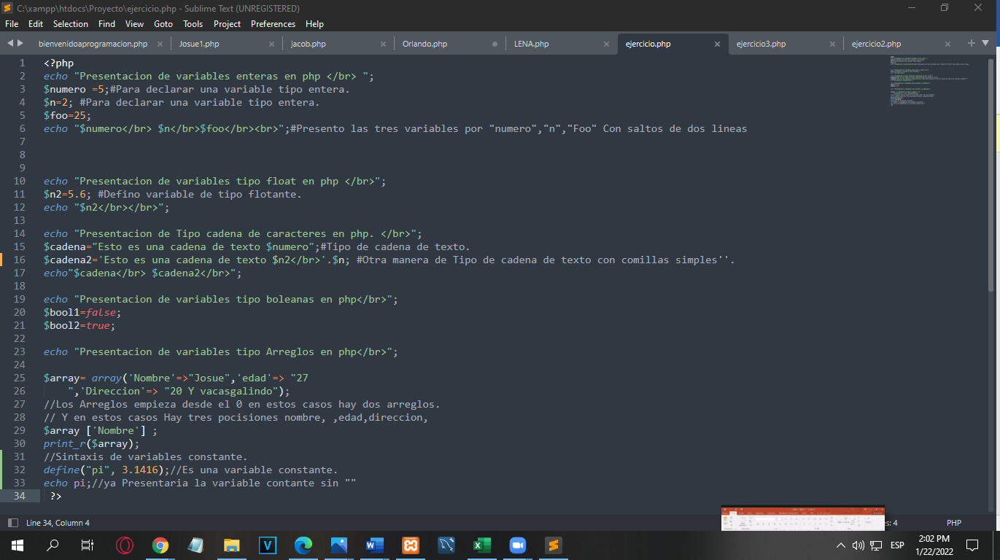 C:\xampp\htdocs\Proyecto\ejercicio.php - Sublime Text (UNREGISTERED)
File Edit Selection Find View Goto Tools Project Preferences Help
bienvenidoaprogramacion.php Josue1.php jacob.php Orlando.php LENA.php ejercicio.php ejercicio3.php ejercicio2.php
1 <?php
2 echo "Presentacion de variables enteras en php </br> ";
3 $numero =5;#Para declarar una variable tipo entera.
4 $n=2; #Para declarar una variable tipo entera.
5 $foo=25;
6 echo "$numero</br> $n</br>$foo</br><br>";#Presento las tres variables por "numero","n","Foo" Con saltos de dos lineas
7
8
9
10 echo "Presentacion de variables tipo float en php </br>";
11 $n2=5.6; #Defino variable de tipo flotante.
12 echo "$n2</br></br>";
13
14 echo "Presentacion de Tipo cadena de caracteres en php. </br>";
15 $cadena="Esto es una cadena de texto $numero";#Tipo de cadena de texto.
16 $cadena2='Esto es una cadena de texto $n2</br>'.$n; #Otra manera de Tipo de cadena de texto con comillas simples''.
17 echo"$cadena</br> $cadena2</br>";
18
19 echo "Presentacion de variables tipo boleanas en php</br>";
20 $bool1=false;
21 $bool2=true;
22
23 echo "Presentacion de variables tipo Arreglos en php</br>";
24
25 $array= array('Nombre'=>"Josue",'edad'=> "27
26 ",'Direccion'=> "20 Y vacasgalindo");
27 //Los Arreglos empieza desde el 0 en estos casos hay dos arreglos.
28 // Y en estos casos Hay tres pocisiones nombre, ,edad,direccion,
29 $array ['Nombre'] ;
30 print_r($array);
31 //Sintaxis de variables constante.
32 define("pi", 3.1416);//Es una variable constante.
33 echo pi;//ya Presentaria la variable contante sin ""
34 ?>
Line 34, Column 4
: 4 PHP
ESP
2:02 PM
1/22/2022